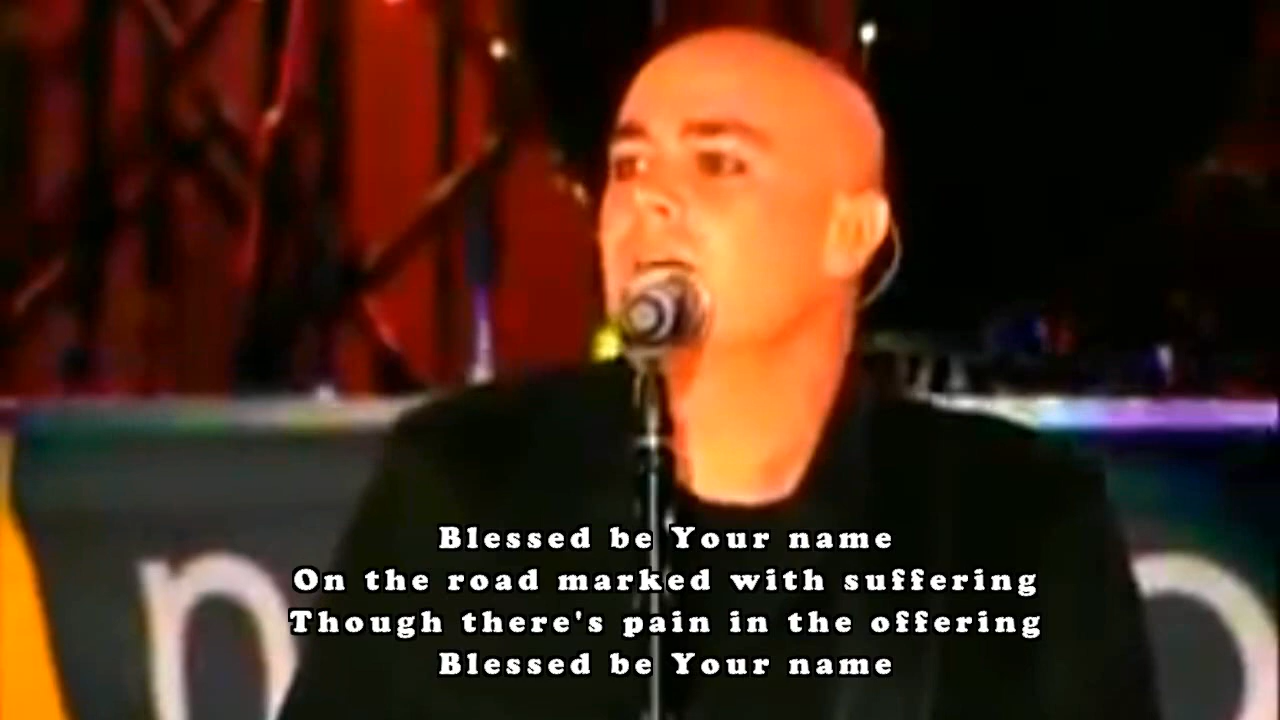 Blessed be Your name
On the road marked with suffering
Though there's pain in the offering
Blessed be Your name